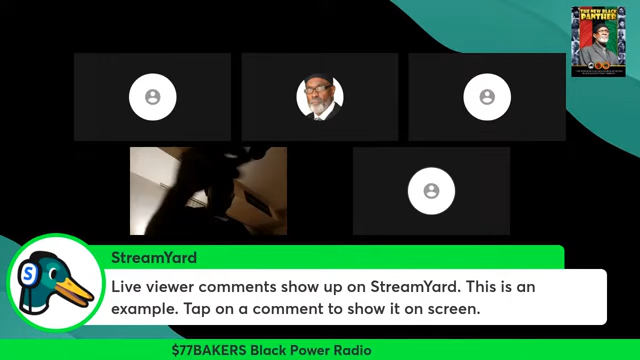 THE NEW BLACK
PANTHER
StreamYard
S
Live viewer comments show up on StreamYard. This is an
example. Tap on a comment to show it on screen.
$77BAKERS Black Power Radio